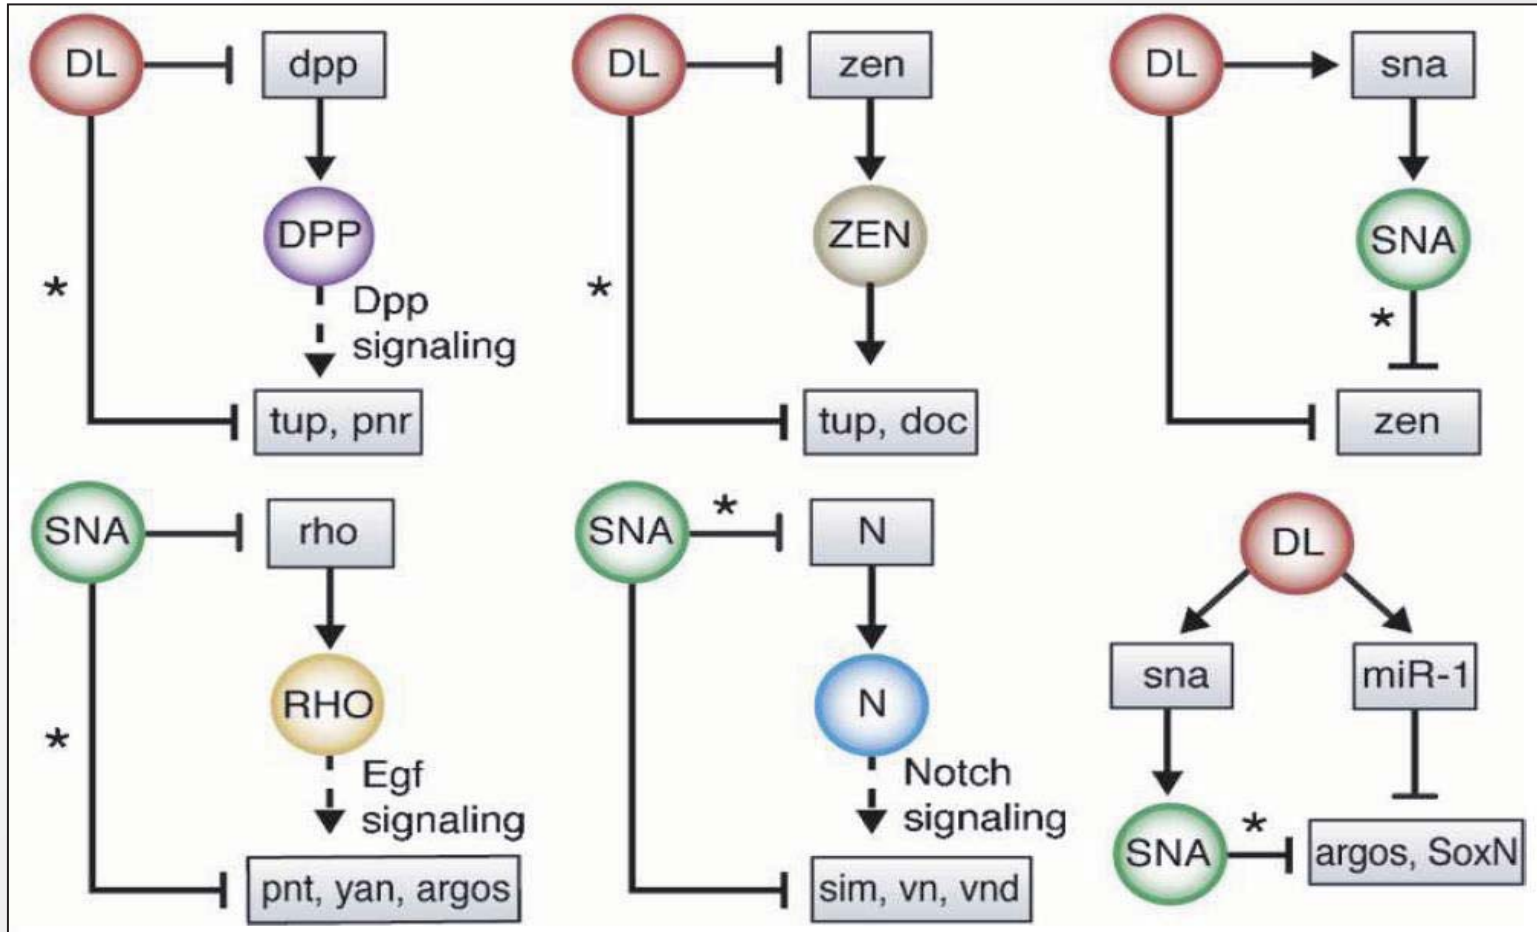 DL
dpp
DPP
*
Dpp
signaling
tup, pnr
DL
zen
ZEN
*
tup, doc
DL
sna
SNA
*
zen
SNA
rho
RHO
*
Egf
signaling
pnt, yan, argos
SNA
*
N
N
Notch
signaling
sim, vn, vnd
DL
sna
miR-1
SNA
*
argos, SoxN